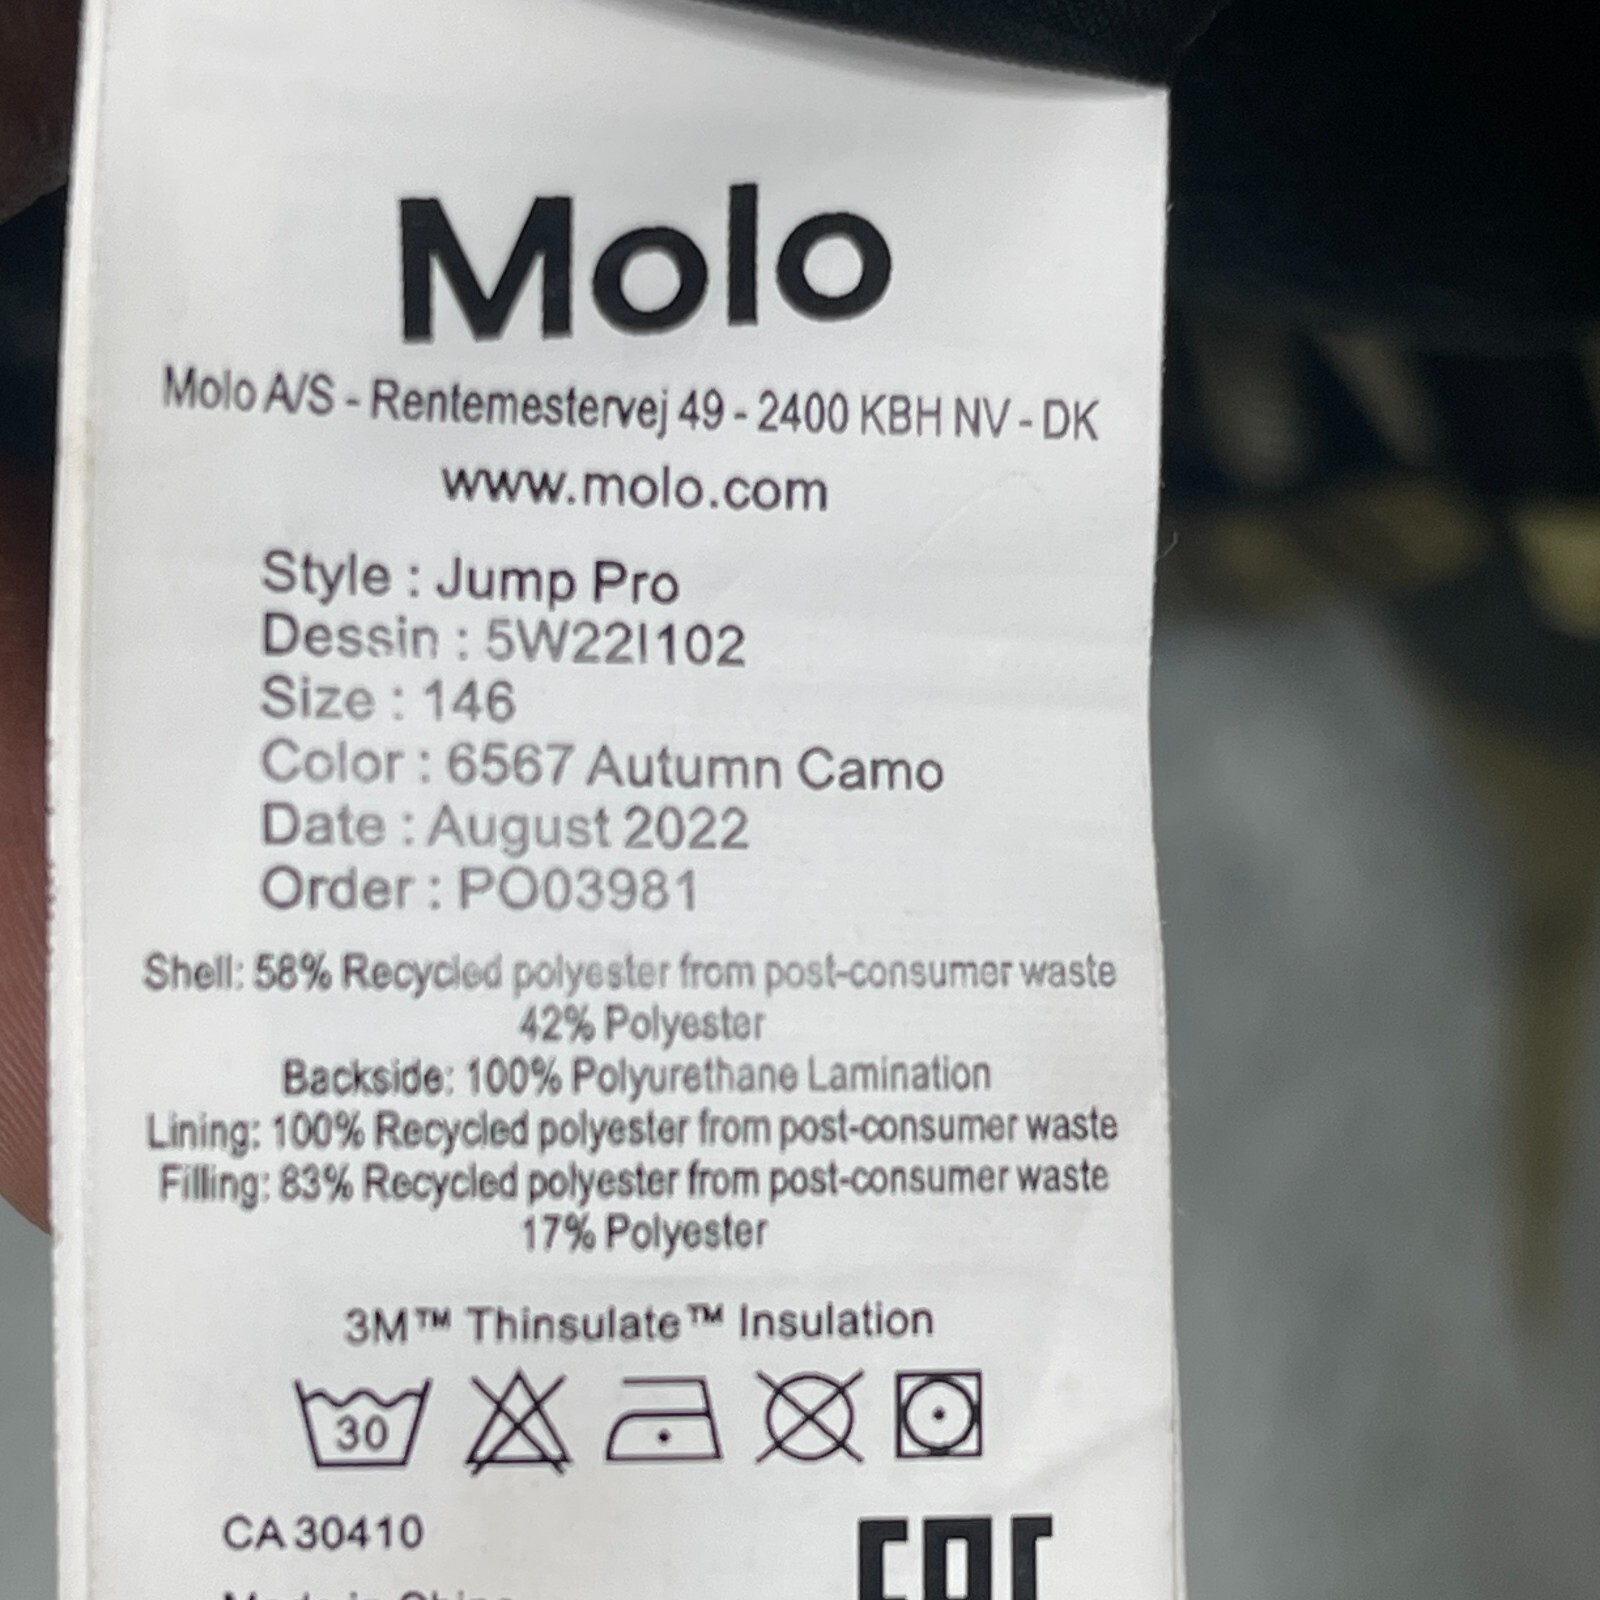 Molo
Molo A/S - Rentemestervej 49 - 2400 KBH NV - DK
www.molo.com
Style : Jump Pro
Dessin : 5W22I102
Size : 146
Color : 6567 Autumn Camo
Date : August 2022
Order : PO03981
Shell: 58% Recycled polyester from post-consumer waste
42% Polyester
Backside: 100% Polyurethane Lamination
Lining: 100% Recycled polyester from post-consumer waste
Filling: 83% Recycled polyester from post-consumer waste
17% Polyester
3M™ Thinsulate™ Insulation
30
CA 30410
Made in China